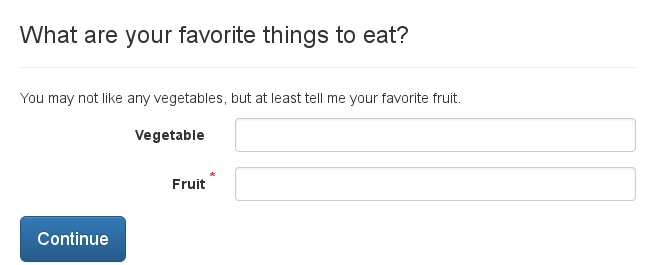 What are your favorite things to eat?
You may not like any vegetables, but at least tell me your favorite fruit.
Vegetable
Fruit *
Continue